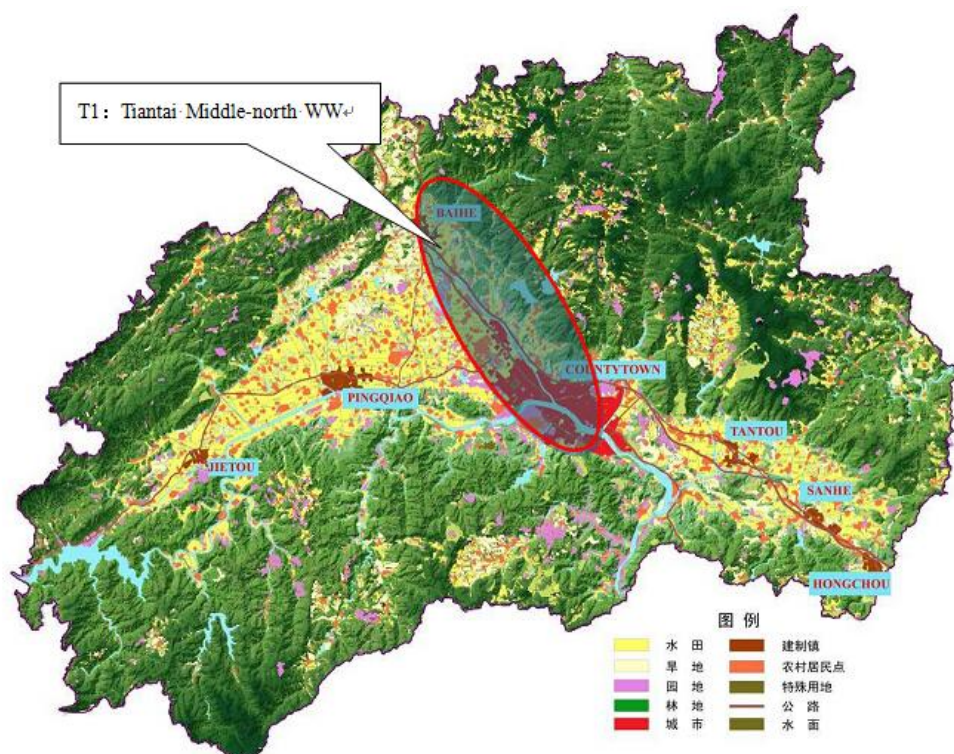 T1：Tiantai Middle-north WW
BAIHE
COUNTYTOWN
PINGQIAO
TANTOU
JIETOU
SANHE
HONGCHOU
图 例
水 田
建制镇
旱 地
农村居民点
园 地
特殊用地
林 地
公 路
城 市
水 面